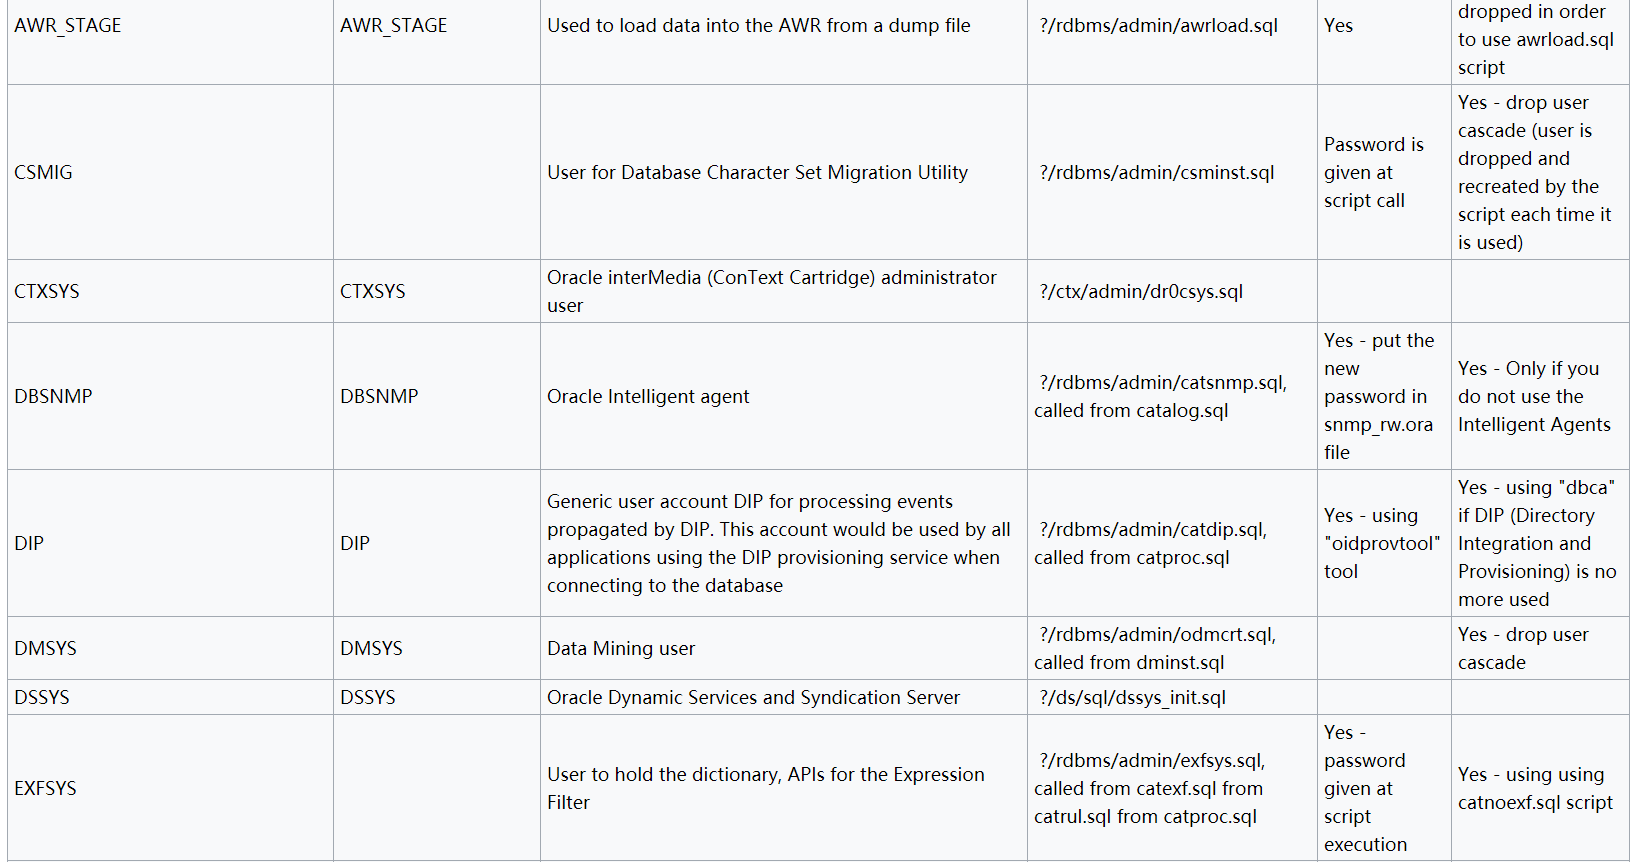 AWR_STAGE
AWR_STAGE
Used to load data into the AWR from a dump file
?/rdbms/admin/awrload.sql
Yes
dropped in order
to use awrload.sql
script
CSMIG
User for Database Character Set Migration Utility
?/rdbms/admin/csminst.sql
Password is
given at
script call
Yes - drop user
cascade (user is
dropped and
recreated by the
script each time it
is used)
CTXSYS
CTXSYS
Oracle interMedia (ConText Cartridge) administrator
user
?/ctx/admin/dr0csys.sql
DBSNMP
DBSNMP
Oracle Intelligent agent
?/rdbms/admin/catsnmp.sql,
called from catalog.sql
Yes - put the
new
password in
snmp_rw.ora
file
Yes - Only if you
do not use the
Intelligent Agents
DIP
DIP
Generic user account DIP for processing events
propagated by DIP. This account would be used by all
applications using the DIP provisioning service when
connecting to the database
?/rdbms/admin/catdip.sql,
called from catproc.sql
Yes - using
"oidprovtool"
tool
Yes - using "dbca"
if DIP (Directory
Integration and
Provisioning) is no
more used
DMSYS
DMSYS
Data Mining user
?/rdbms/admin/odmcrt.sql,
called from dminst.sql
Yes - drop user
cascade
DSSYS
DSSYS
Oracle Dynamic Services and Syndication Server
?/ds/sql/dssys_init.sql
EXFSYS
User to hold the dictionary, APIs for the Expression
Filter
?/rdbms/admin/exfsys.sql,
called from catexf.sql from
catrul.sql from catproc.sql
Yes -
password
given at
script
execution
Yes - using using
catnoexf.sql script